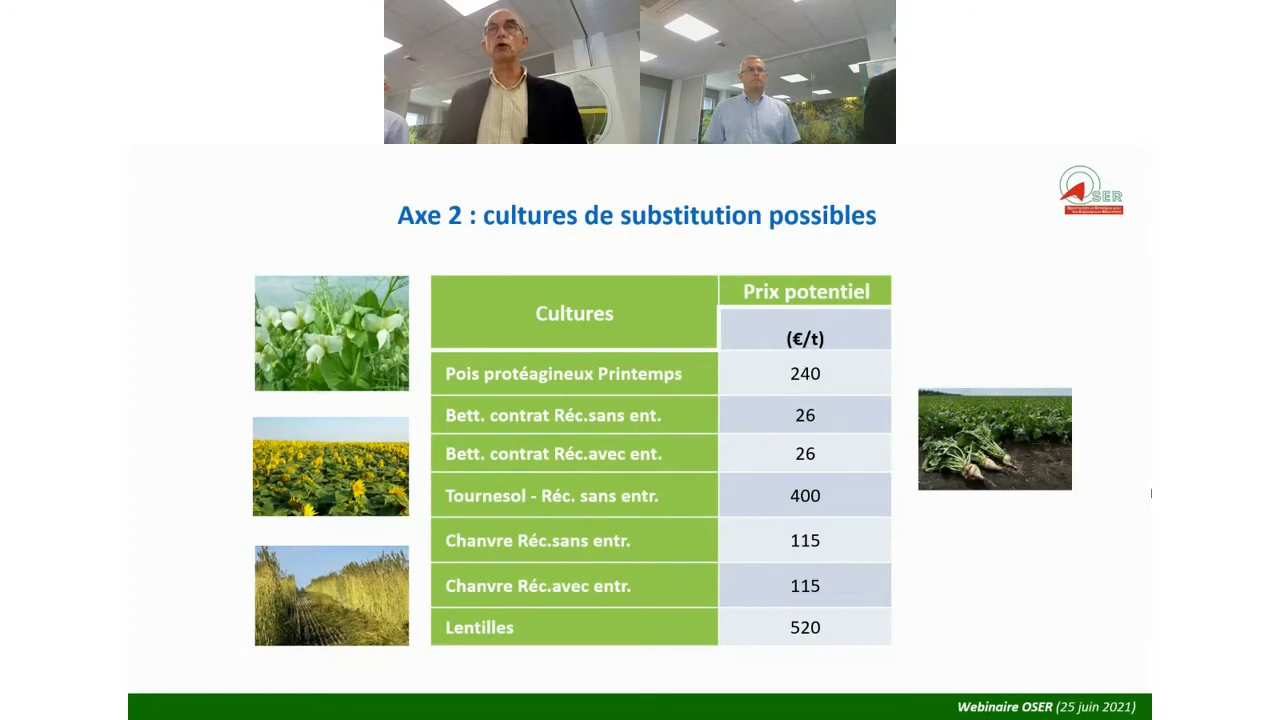 SER
Axe 2 : cultures de substitution possibles
Cultures
Prix potentiel
(€/t)
Pois protéagineux Printemps
240
Bett. contrat Réc.sans ent.
26
Bett. contrat Réc.avec ent.
26
Tournesol - Réc. sans entr.
400
Chanvre Réc.sans entr.
115
Chanvre Réc.avec entr.
115
Lentilles
520
Webinaire OSER (25 juin 2021)